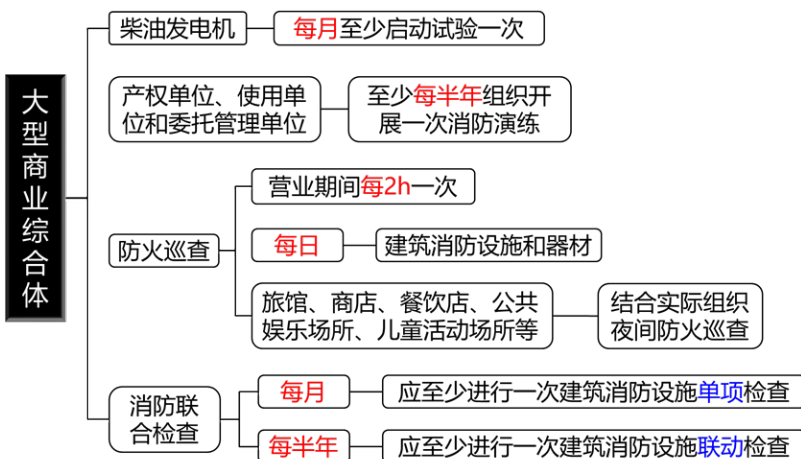 大型商业综合体
柴油发电机
每月至少启动试验一次
产权单位、使用单
位和委托管理单位
至少每半年组织开
展一次消防演练
防火巡查
营业期间每2h一次
每日
建筑消防设施和器材
旅馆、商店、餐饮店、公共
娱乐场所、儿童活动场所等
结合实际组织
夜间防火巡查
消防联
合检查
每月
应至少进行一次建筑消防设施单项检查
每半年
应至少进行一次建筑消防设施联动检查